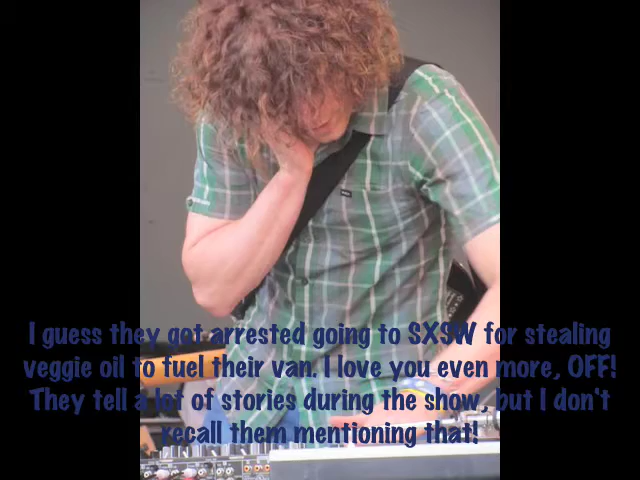 I guess they got arrested going to SXSW for stealing
veggie oil to fuel their van. I love you even more, OFF!
They tell a lot of stories during the show, but I don't
recall them mentioning that!